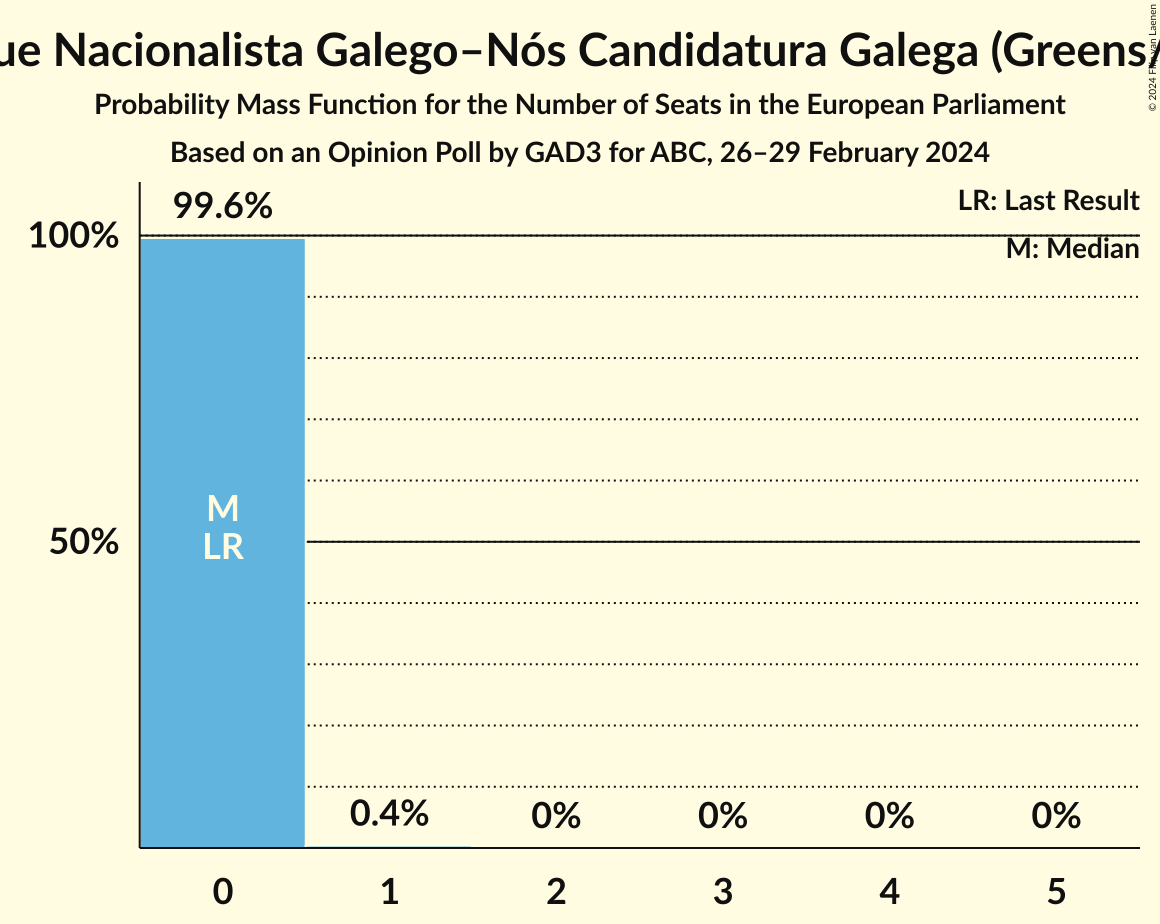 ue Nacionalista Galego–Nós Candidatura Galega (Greens
© 2024 Filip van Laenen
Probability Mass Function for the Number of Seats in the European Parliament
Based on an Opinion Poll by GAD3 for ABC, 26–29 February 2024
LR: Last Result
M: Median
99.6%
100%
M
LR
50%
0.4%
0%
0%
0%
0%
0
1
2
3
4
5